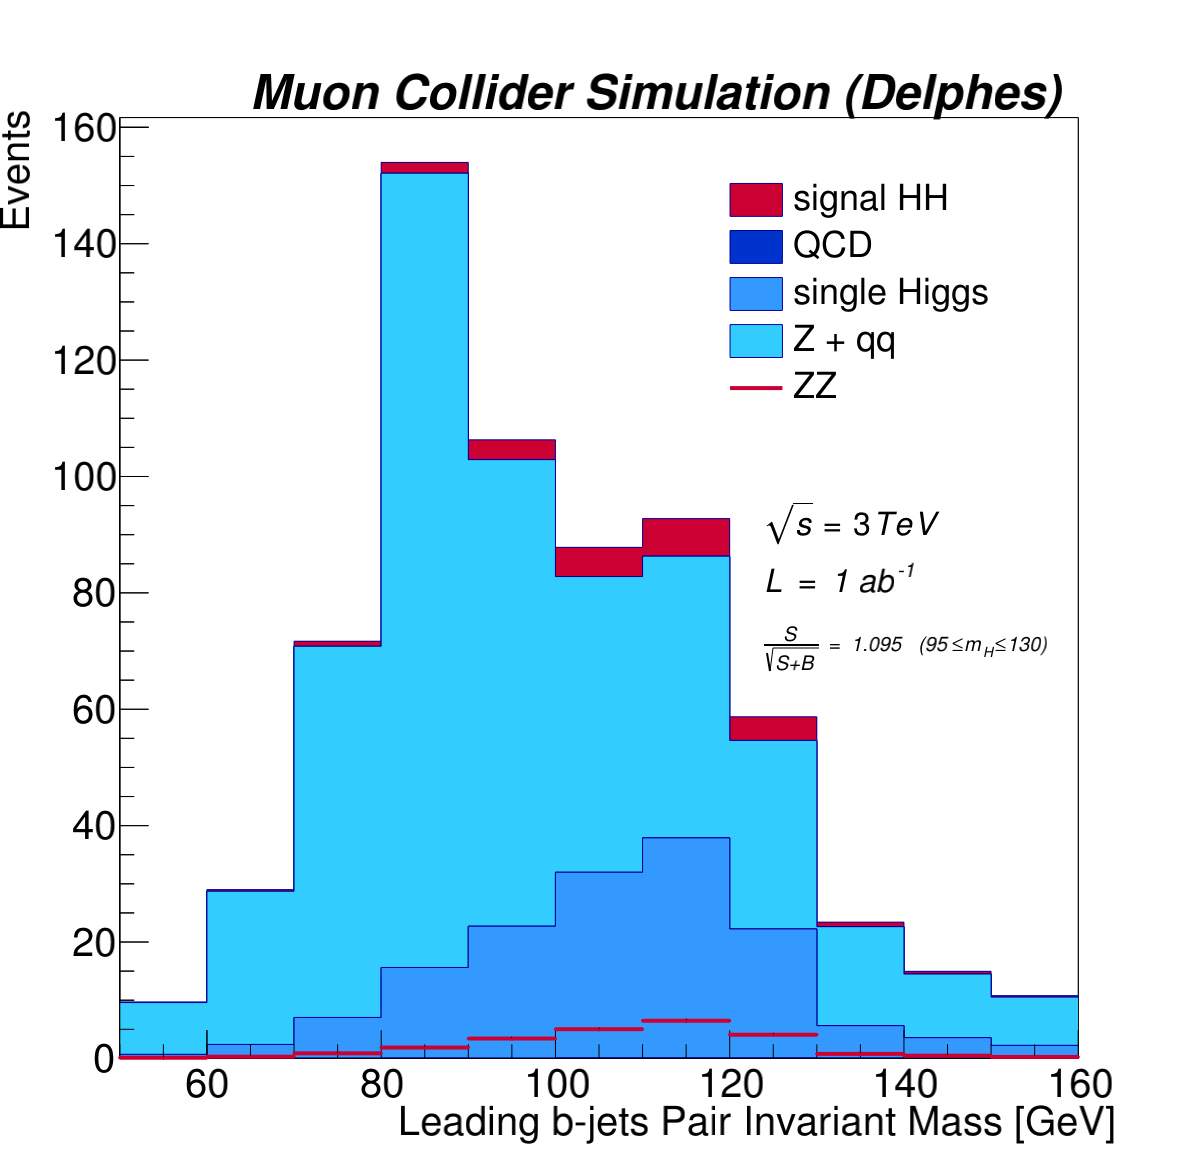 Muon Collider Simulation (Delphes)
Events
160
140
120
100
80
60
40
20
0
signal HH
QCD
single Higgs
Z + qq
ZZ
√s = 3 TeV
L = 1 ab⁻¹
S/√S+B = 1.095 (95≤m_H≤130)
60 80 100 120 140 160
Leading b-jets Pair Invariant Mass [GeV]